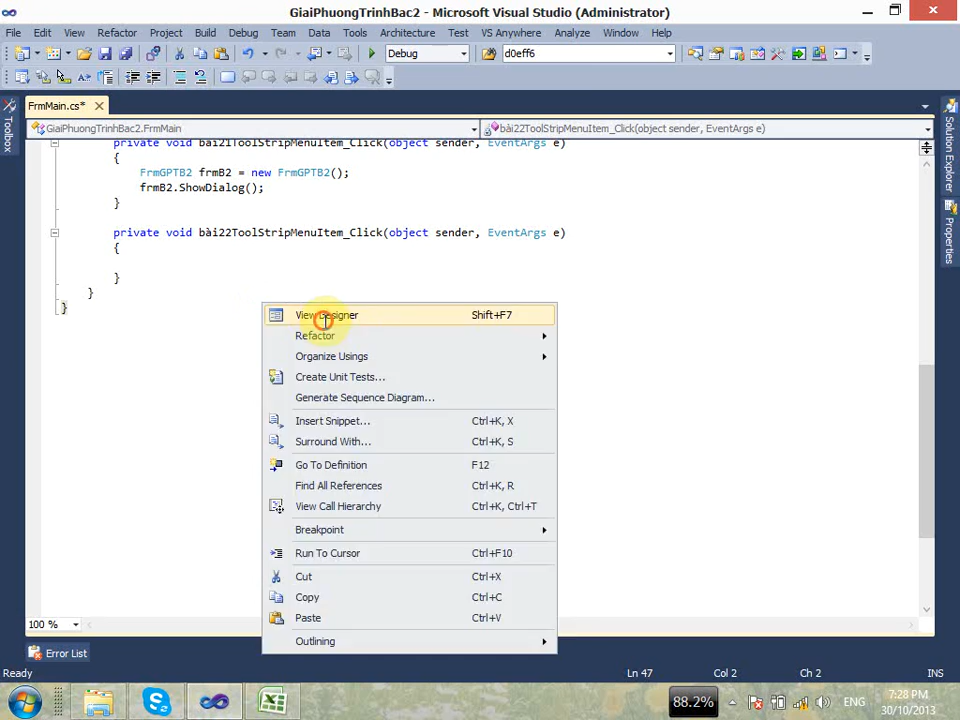 GiaiPhuongTrinhBac2 - Microsoft Visual Studio (Administrator)
File Edit View Refactor Project Build Debug Team Data Tools Architecture Test VS Anywhere Analyze Window Help
Debug d0eff6
Toolbox
FrmMain.cs*
GiaiPhuongTrinhBac2.FrmMain bài22ToolStripMenuItem_Click(object sender, EventArgs e)
private void bài21ToolStripMenuItem_Click(object sender, EventArgs e)
{
FrmGPTB2 frmB2 = new FrmGPTB2();
frmB2.ShowDialog();
}
private void bài22ToolStripMenuItem_Click(object sender, EventArgs e)
{
}
}
}
View Designer Shift+F7
Refactor
Organize Usings
Create Unit Tests...
Generate Sequence Diagram...
Insert Snippet... Ctrl+K, X
Surround With... Ctrl+K, S
Go To Definition F12
Find All References Ctrl+K, R
View Call Hierarchy Ctrl+K, Ctrl+T
Breakpoint
Run To Cursor Ctrl+F10
Cut Ctrl+X
Copy Ctrl+C
Paste Ctrl+V
Outlining
Solution Explorer
Properties
100 %
Error List
Ready Ln 47 Col 2 Ch 2 INS
88.2% ENG 7:28 PM
30/10/2013